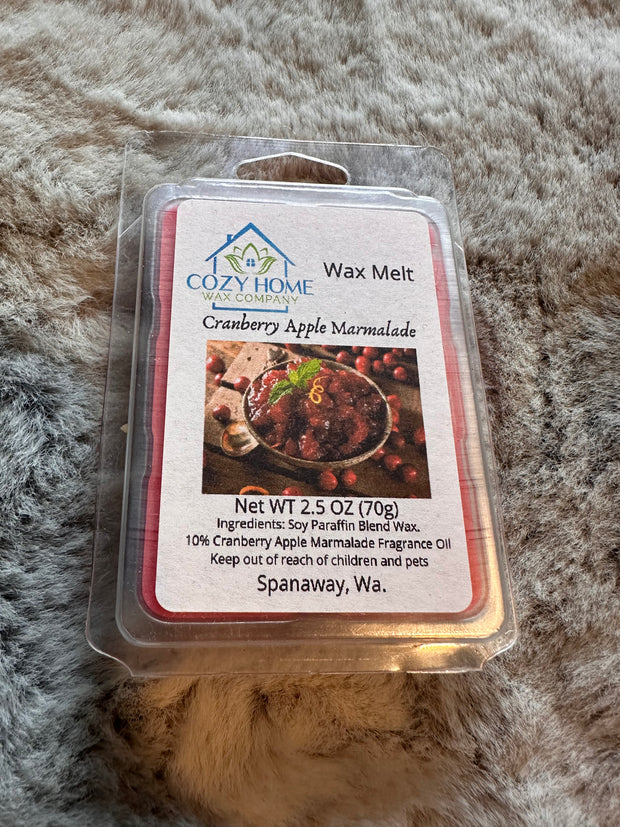 COZY HOME
WAX COMPANY
Wax Melt
Cranberry Apple Marmalade
Net WT 2.5 OZ (70g)
Ingredients: Soy Paraffin Blend Wax.
10% Cranberry Apple Marmalade Fragrance Oil
Keep out of reach of children and pets
Spanaway, Wa.